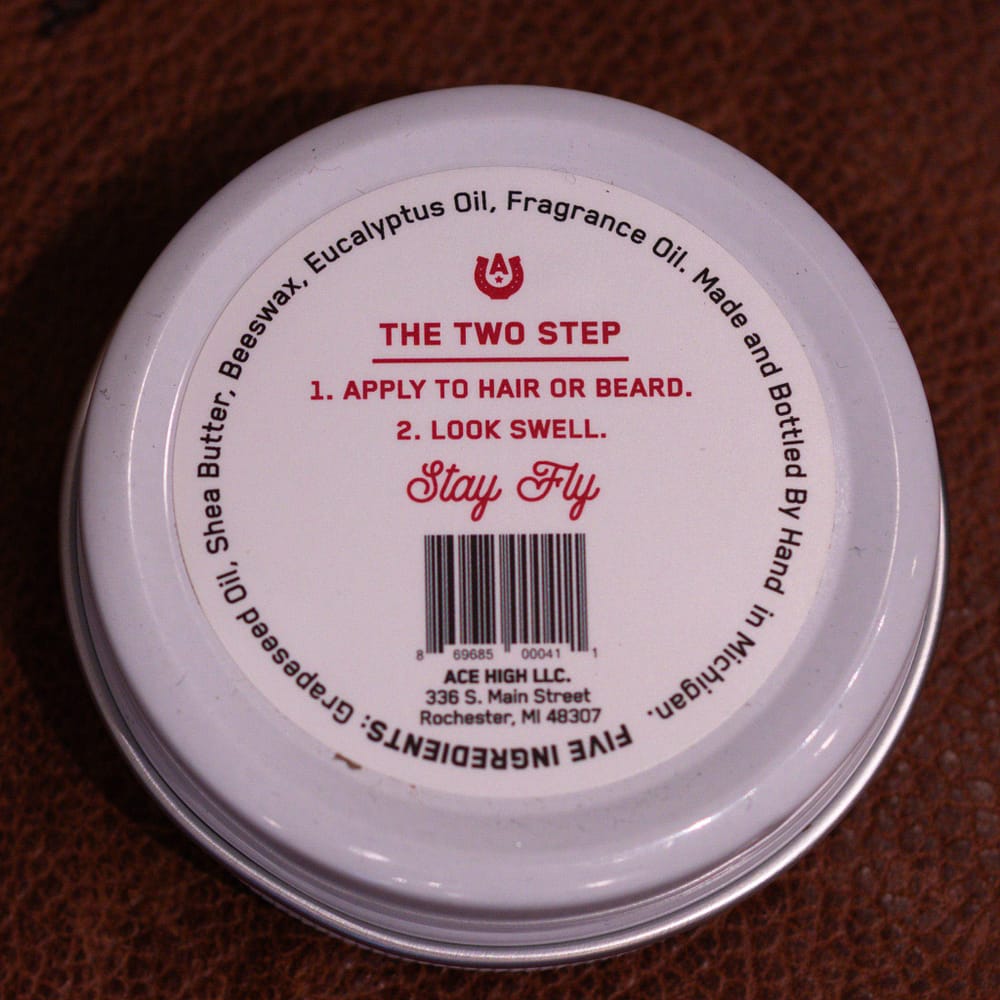 FIVE INGREDIENTS: Grapeseed Oil, Shea Butter, Beeswax, Eucalyptus Oil, Fragrance Oil. Made and Bottled By Hand in Michigan.
A
THE TWO STEP
1. APPLY TO HAIR OR BEARD.
2. LOOK SWELL.
Stay Fly
8 69685 00041 1
ACE HIGH LLC.
336 S. Main Street
Rochester, MI 48307